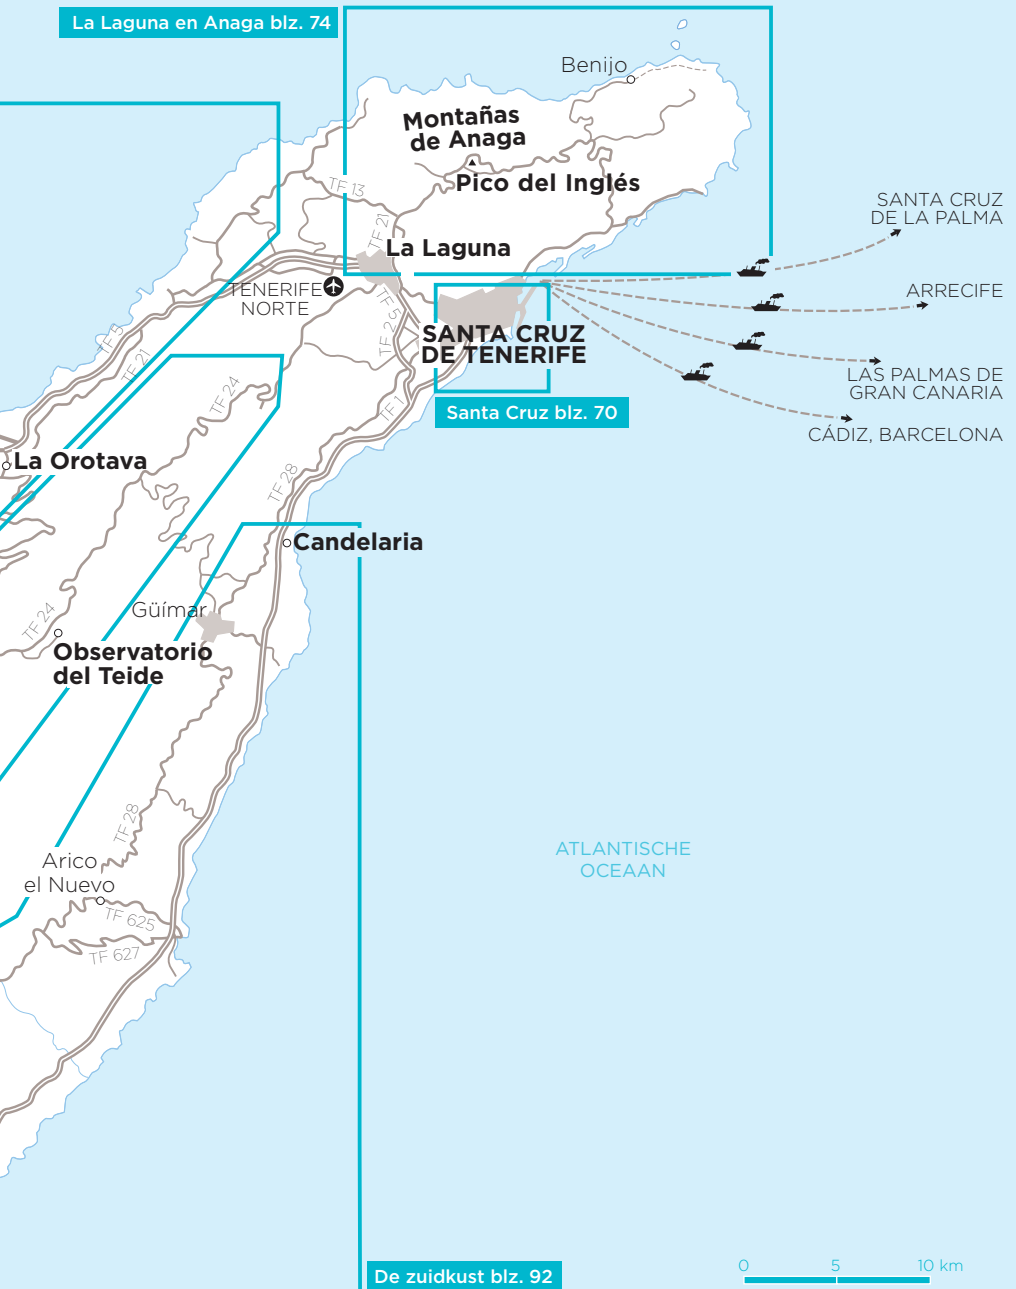 La Laguna en Anaga blz. 74
Benijo
Montañas
de Anaga
Pico del Inglés
TF 13
TF 21
La Laguna
SANTA CRUZ
DE LA PALMA
ARRECIFE
LAS PALMAS DE
GRAN CANARIA
CÁDIZ, BARCELONA
TENERIFE
NORTE
TF 5
TF 2.5
SANTA CRUZ
DE TENERIFE
Santa Cruz blz. 70
TF 5
TF 21
TF 24
TF 1
La Orotava
TF 28
Candelaria
Güímar
TF 24
Observatorio
del Teide
TF 28
Arico
el Nuevo
TF 625
TF 627
ATLANTISCHE
OCEAAN
De zuidkust blz. 92
0 5 10 km